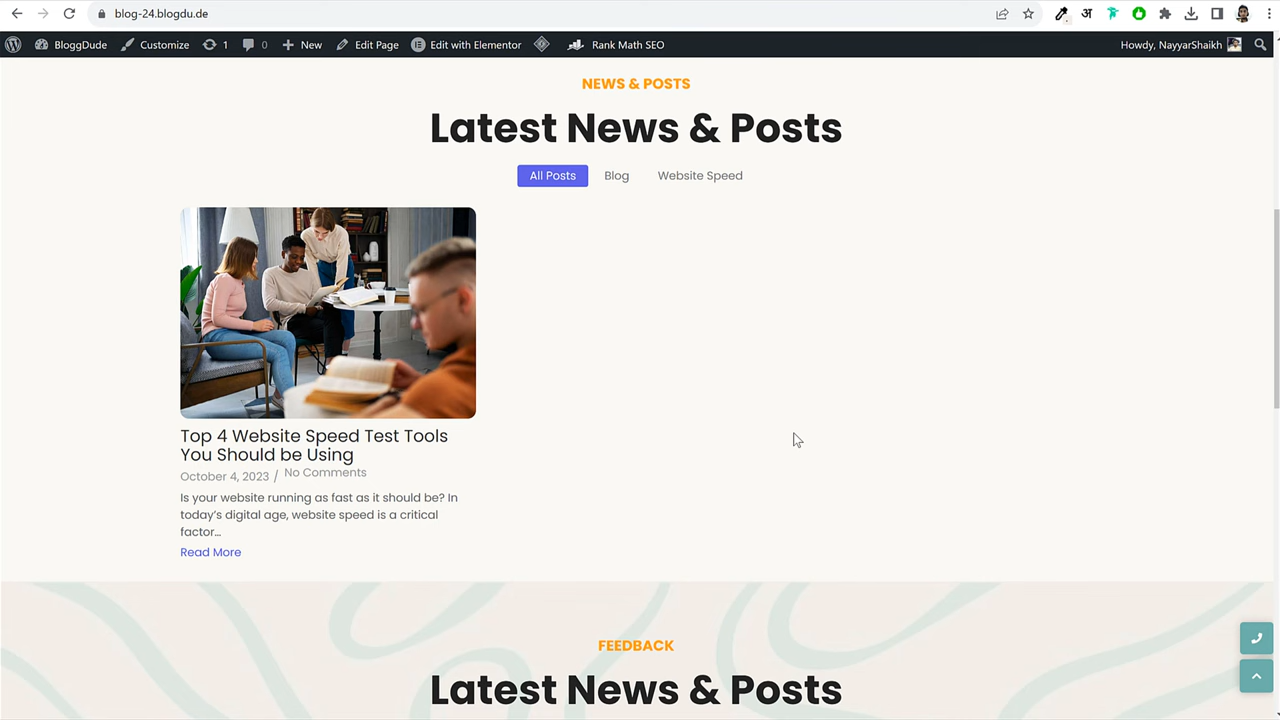 blog-24.blogdu.de
BloggDude Customize 1 0 New Edit Page Edit with Elementor Rank Math SEO Howdy, NayyarShaikh
NEWS & POSTS
Latest News & Posts
All Posts Blog Website Speed
Top 4 Website Speed Test Tools
You Should be Using
October 4, 2023 / No Comments
Is your website running as fast as it should be? In
today's digital age, website speed is a critical
factor...
Read More
FEEDBACK
Latest News & Posts